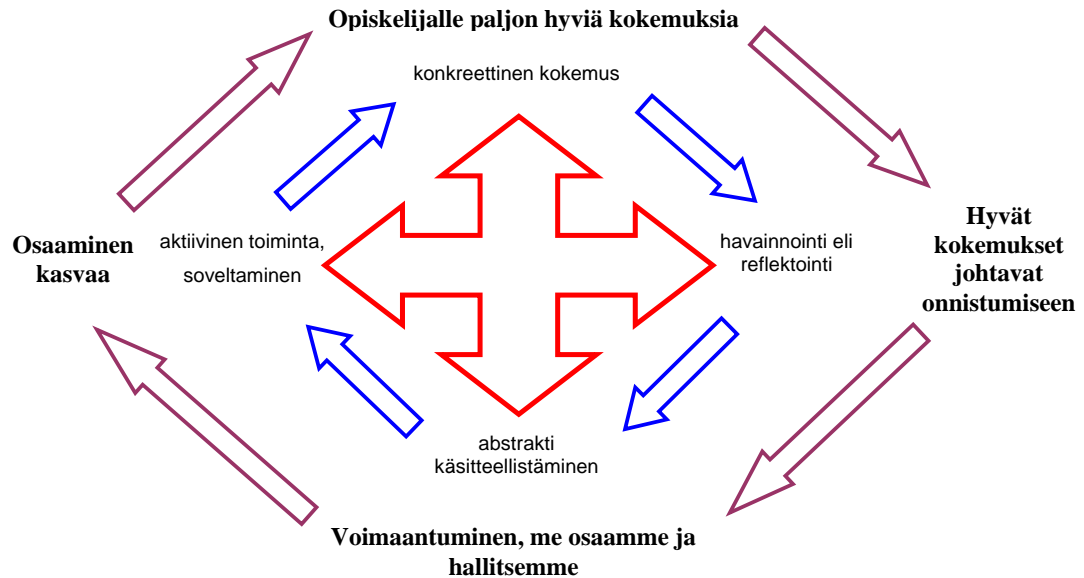 Opiskelijalle paljon hyviä kokemuksia
konkreettinen kokemus
Osaaminen
kasvaa
aktiivinen toiminta,
soveltaminen
havainnointi eli
reflektointi
Hyvät
kokemukset
johtavat
onnistumiseen
abstrakti
käsitteellistäminen
Voimaantuminen, me osaamme ja
hallitsemme